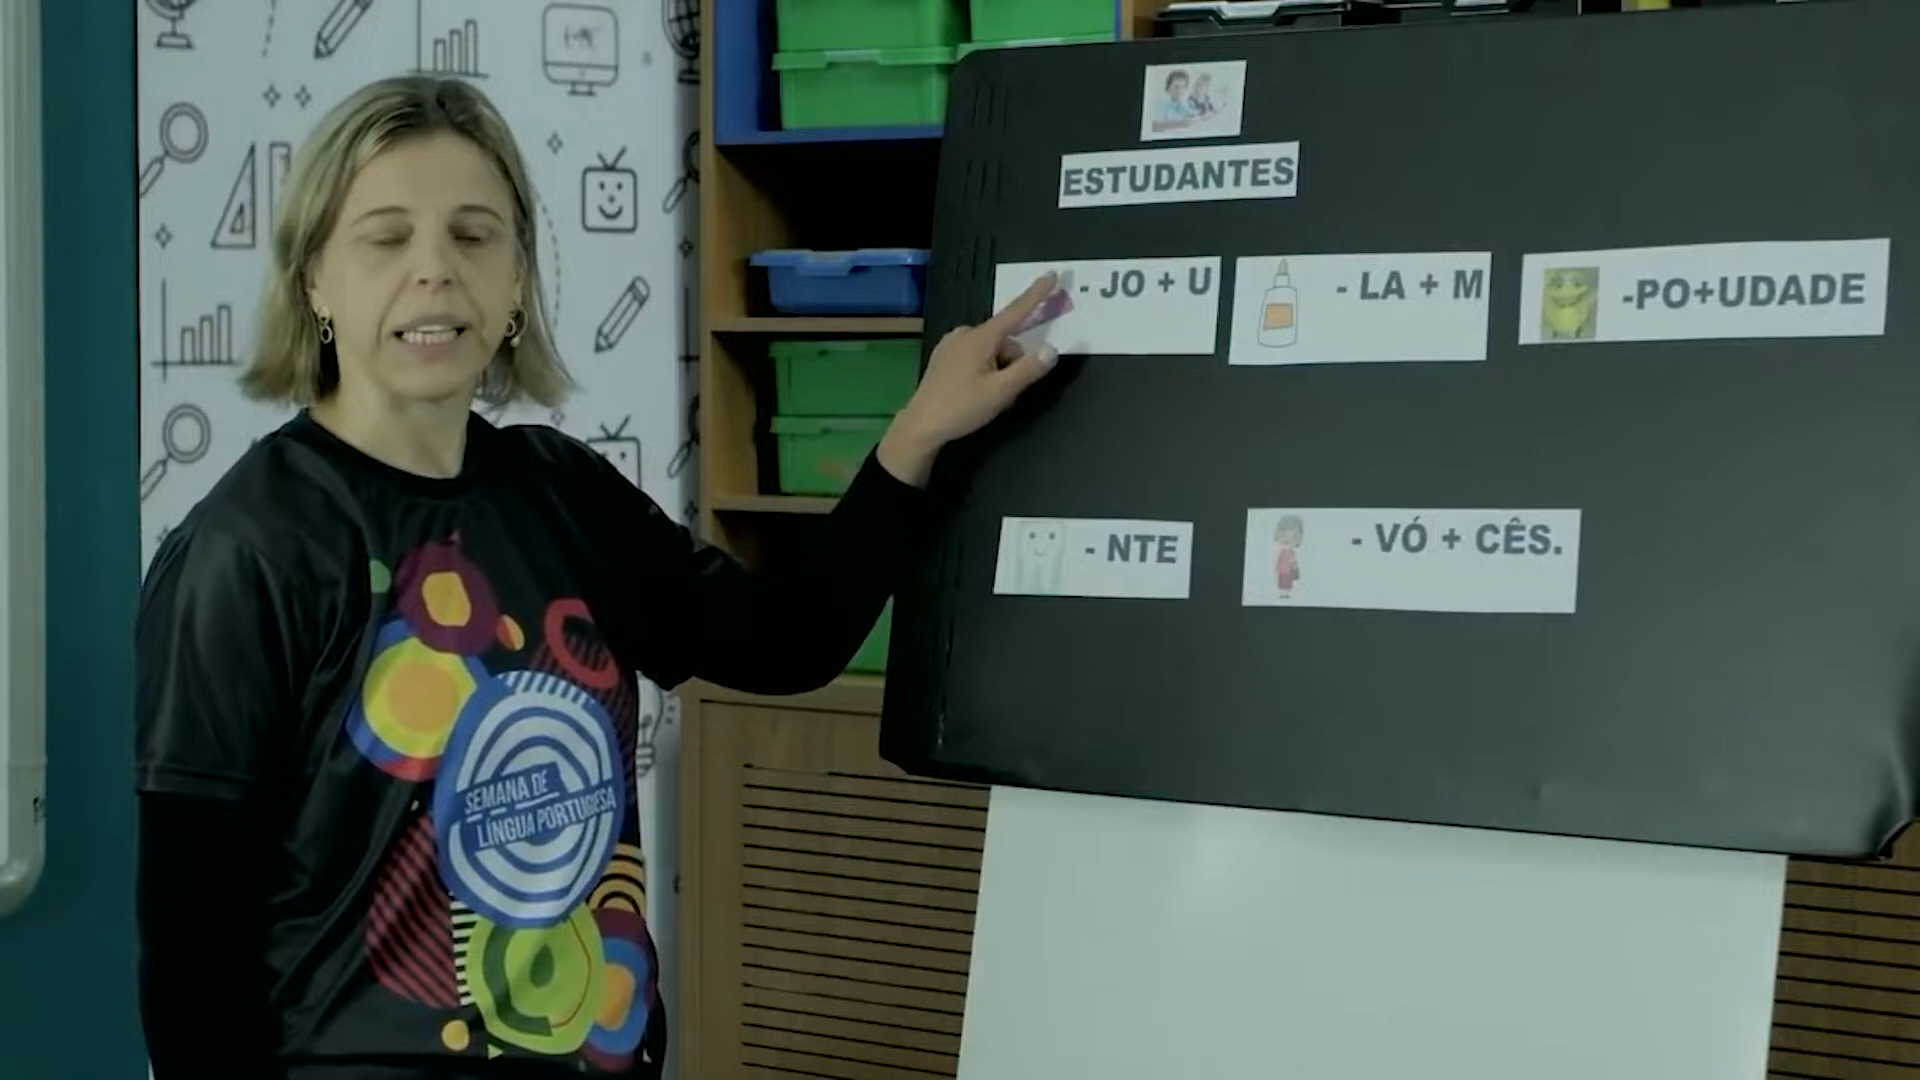 ESTUDANTES
- JO + U
- LA + M
-PO+UDADE
- NTE
- VÓ + CÊS.
SEMANA DE
LÍNGUA PORTUGUESA